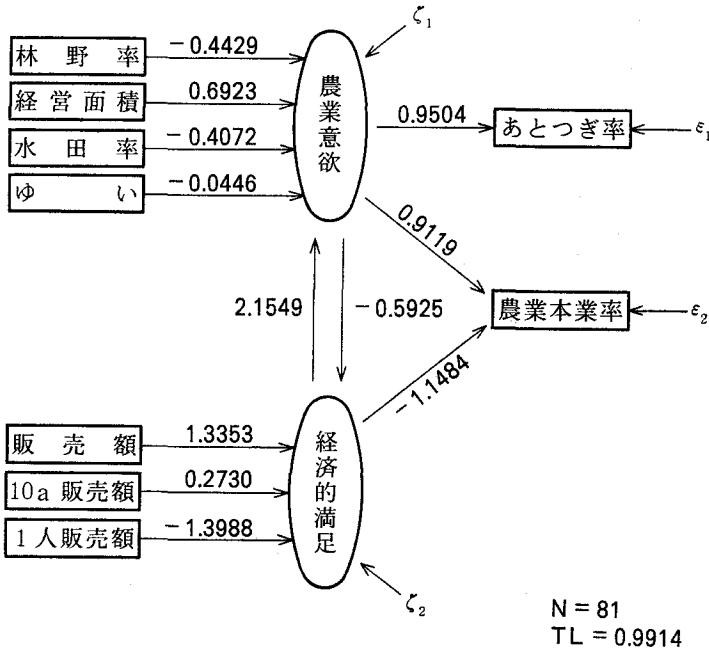 ζ₁
林野率
-0.4429
経営面積
0.6923
水田率
-0.4072
ゆい
-0.0446
農業意欲
0.9504
あとつぎ率
ε₁
0.9119
2.1549
-0.5925
農業本業率
ε₂
-1.1484
販売額
1.3353
10a 販売額
0.2730
1人販売額
-1.3988
経済的満足
ζ₂
N = 81
TL = 0.9914